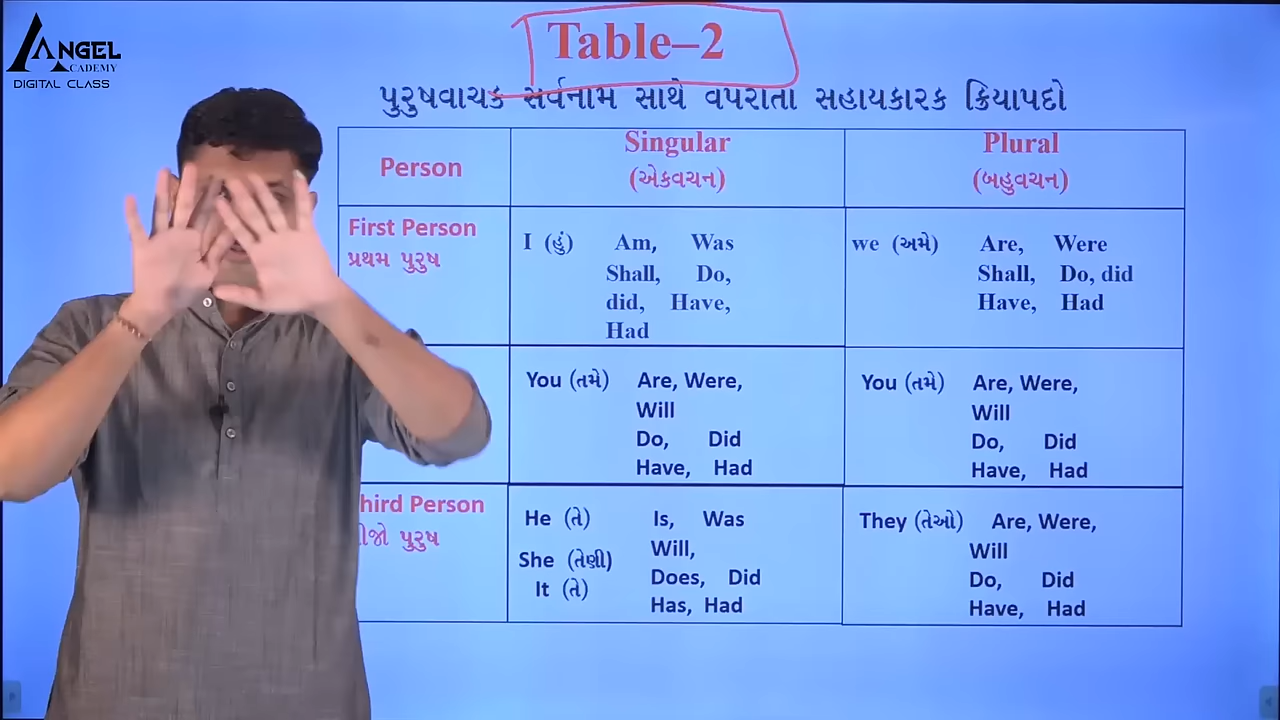 ANGEL
ACADEMY
DIGITAL CLASS
Table–2
પુરુષવાચક સર્વનામ સાથે વપરાતા સહાયકારક ક્રિયાપદો
Person
Singular
(એકવચન)
Plural
(બહુવચન)
First Person
પ્રથમ પુરુષ
I (હું) Am, Was
Shall, Do,
did, Have,
Had
we (અમે) Are, Were
Shall, Do, did
Have, Had
You (તમે) Are, Were,
Will
Do, Did
Have, Had
You (તમે) Are, Were,
Will
Do, Did
Have, Had
hird Person
પુરુષ
He (તે) Is, Was
Will,
She (તેણી)
Does, Did
It (તે)
Has, Had
They (તેઓ) Are, Were,
Will
Do, Did
Have, Had